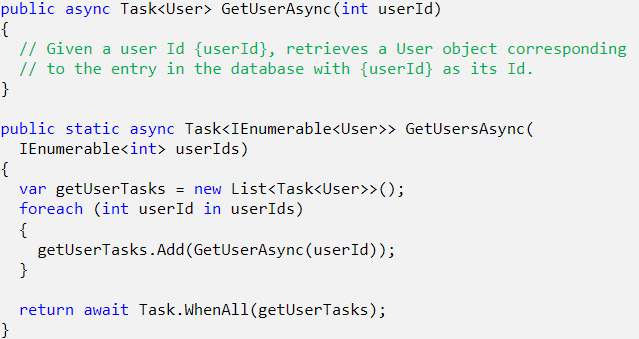 public async Task<User> GetUserAsync(int userId)
{
  // Given a user Id {userId}, retrieves a User object corresponding
  // to the entry in the database with {userId} as its Id.
}

public static async Task<IEnumerable<User>> GetUsersAsync(
  IEnumerable<int> userIds)
{
  var getUserTasks = new List<Task<User>>();
  foreach (int userId in userIds)
  {
    getUserTasks.Add(GetUserAsync(userId));
  }

  return await Task.WhenAll(getUserTasks);
}